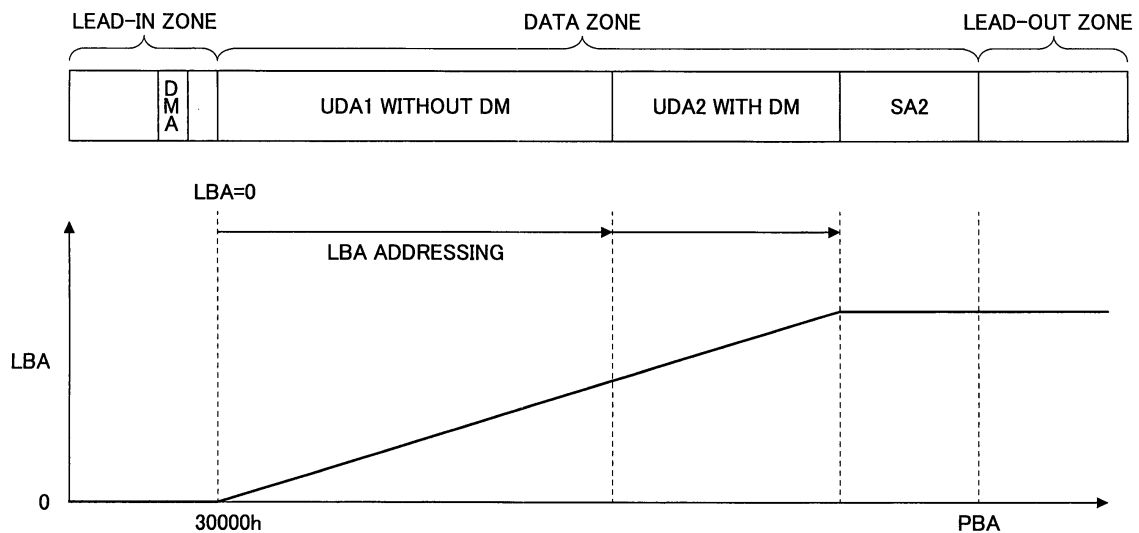 LEAD-IN ZONE DATA ZONE LEAD-OUT ZONE
DMA UDA1 WITHOUT DM UDA2 WITH DM SA2
LBA=0
LBA ADDRESSING
LBA
0
30000h PBA